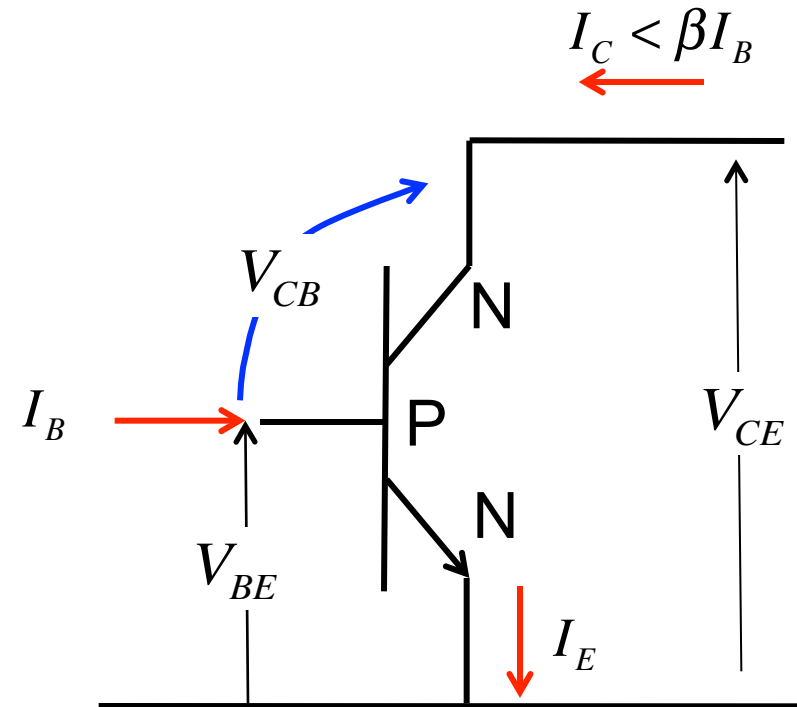 I_C < βI_B
V_CB
N
I_B
P
V_CE
N
V_BE
I_E